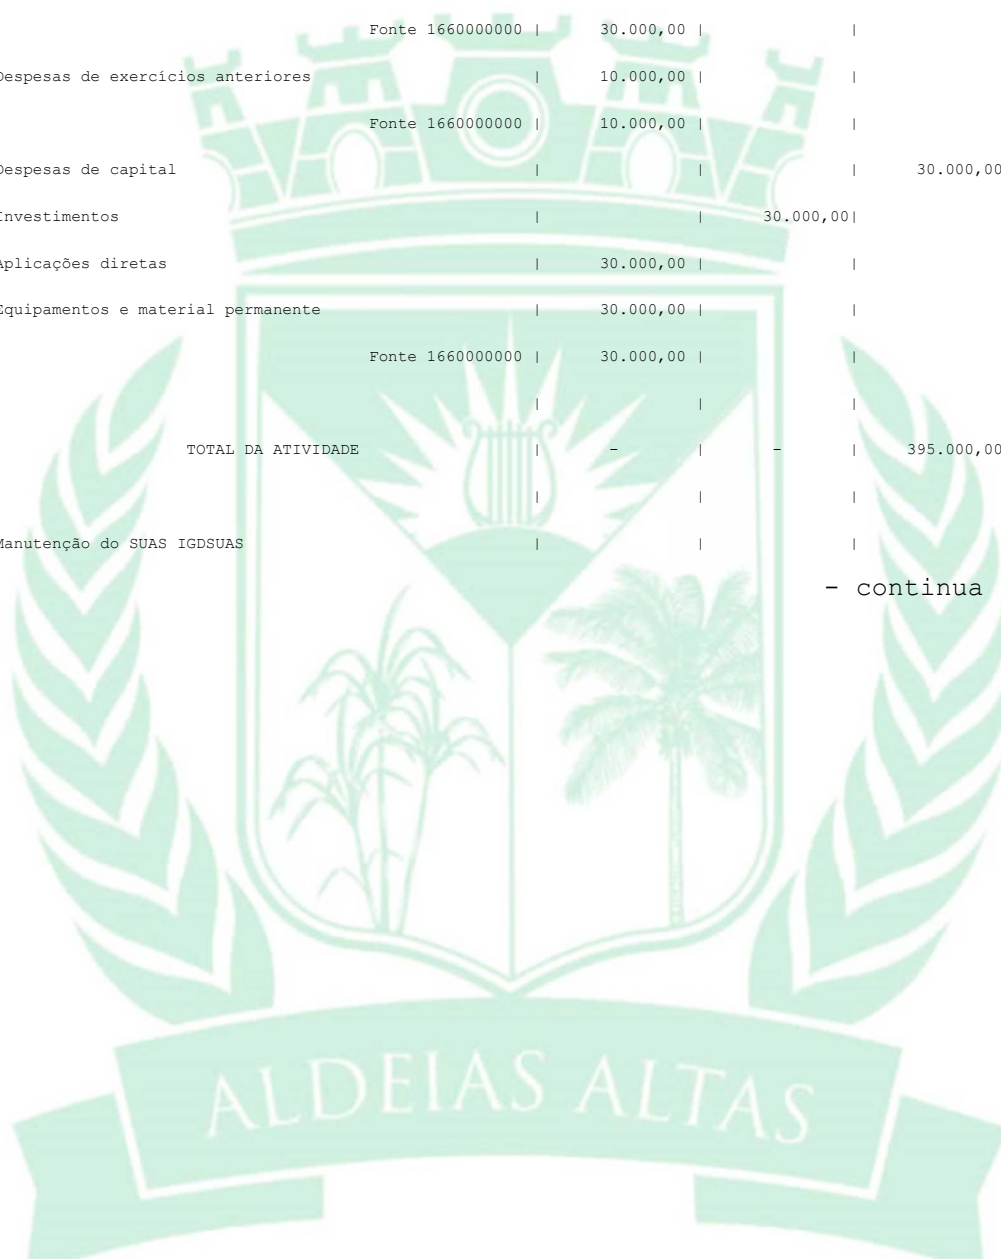 Fonte 1660000000 | 30.000,00 | |
Despesas de exercícios anteriores | 10.000,00 | |
Fonte 1660000000 | 10.000,00 | |
Despesas de capital | | | 30.000,00
Investimentos | | 30.000,00|
Aplicações diretas | 30.000,00 | |
Equipamentos e material permanente | 30.000,00 | |
Fonte 1660000000 | 30.000,00 | |
| | |
TOTAL DA ATIVIDADE | - | - | 395.000,00
| | |
Manutenção do SUAS IGDSUAS | | |
- continua
ALDEIAS ALTAS